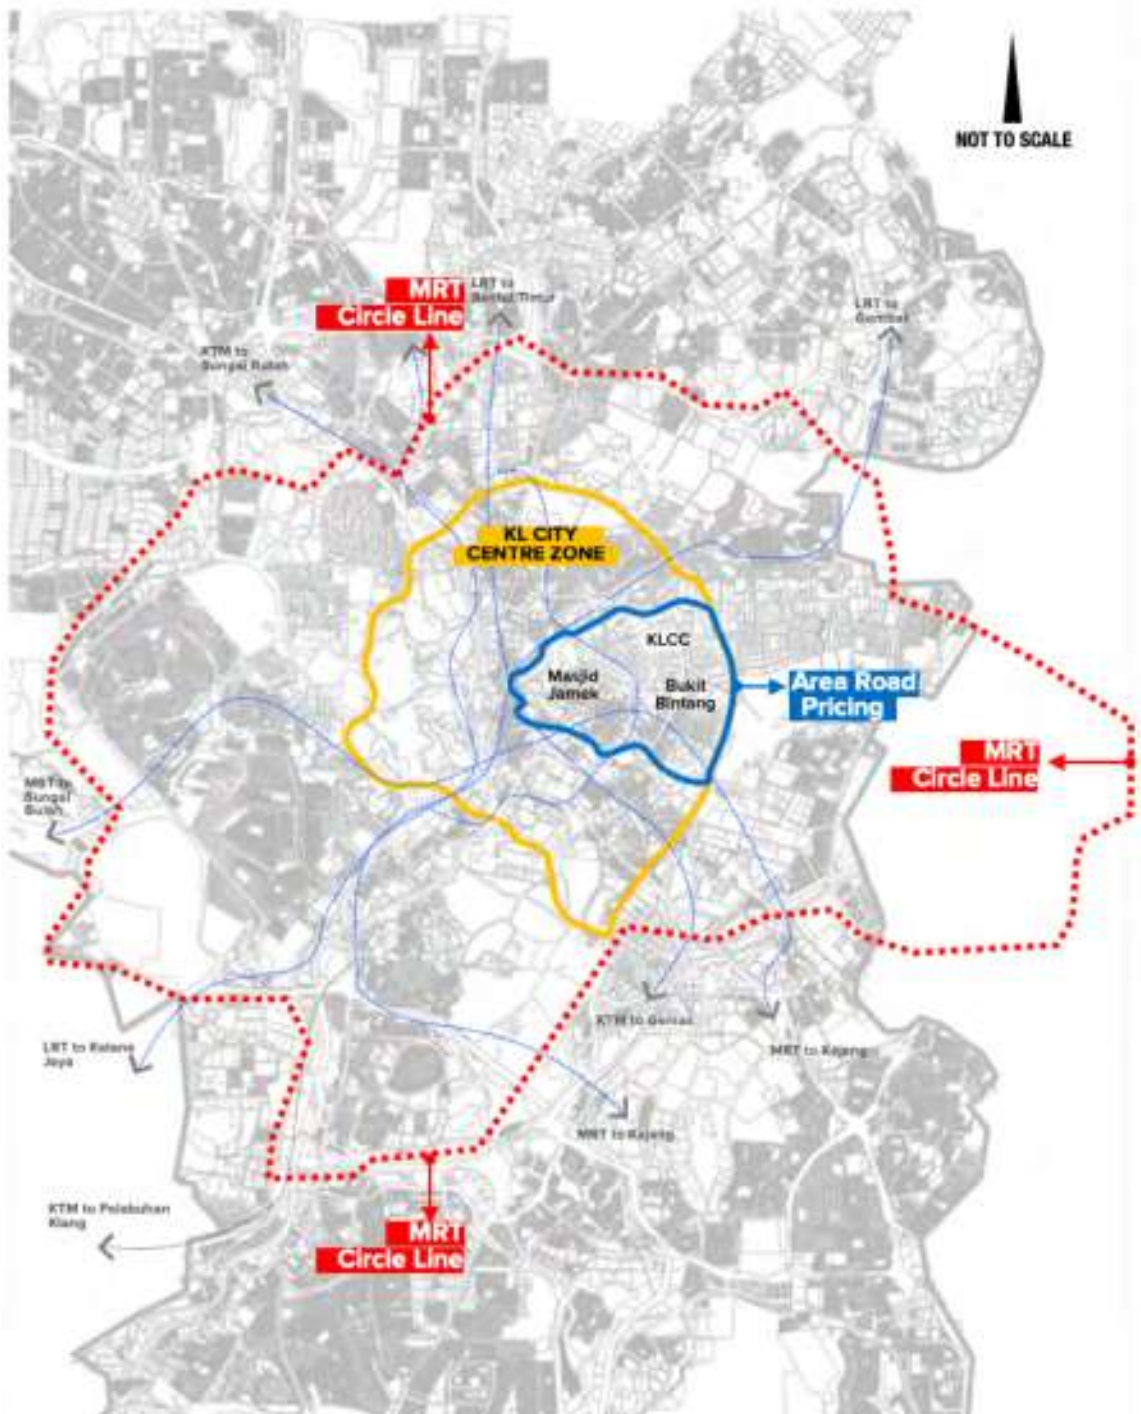 NOT TO SCALE
MRT
Circle Line
LRT to
Sentul Timur
LRT to
Gombak
KTM to
Sungai Buloh
KL CITY
CENTRE ZONE
KLCC
Masjid
Jamek
Bukit
Bintang
Area Road
Pricing
MRT
Circle Line
MRT to
Sungai
Buloh
KTM to Gemas
LRT to Kelana
Jaya
MRT to Kajang
MRT to Kajang
KTM to Pelabuhan
Klang
MRT
Circle Line